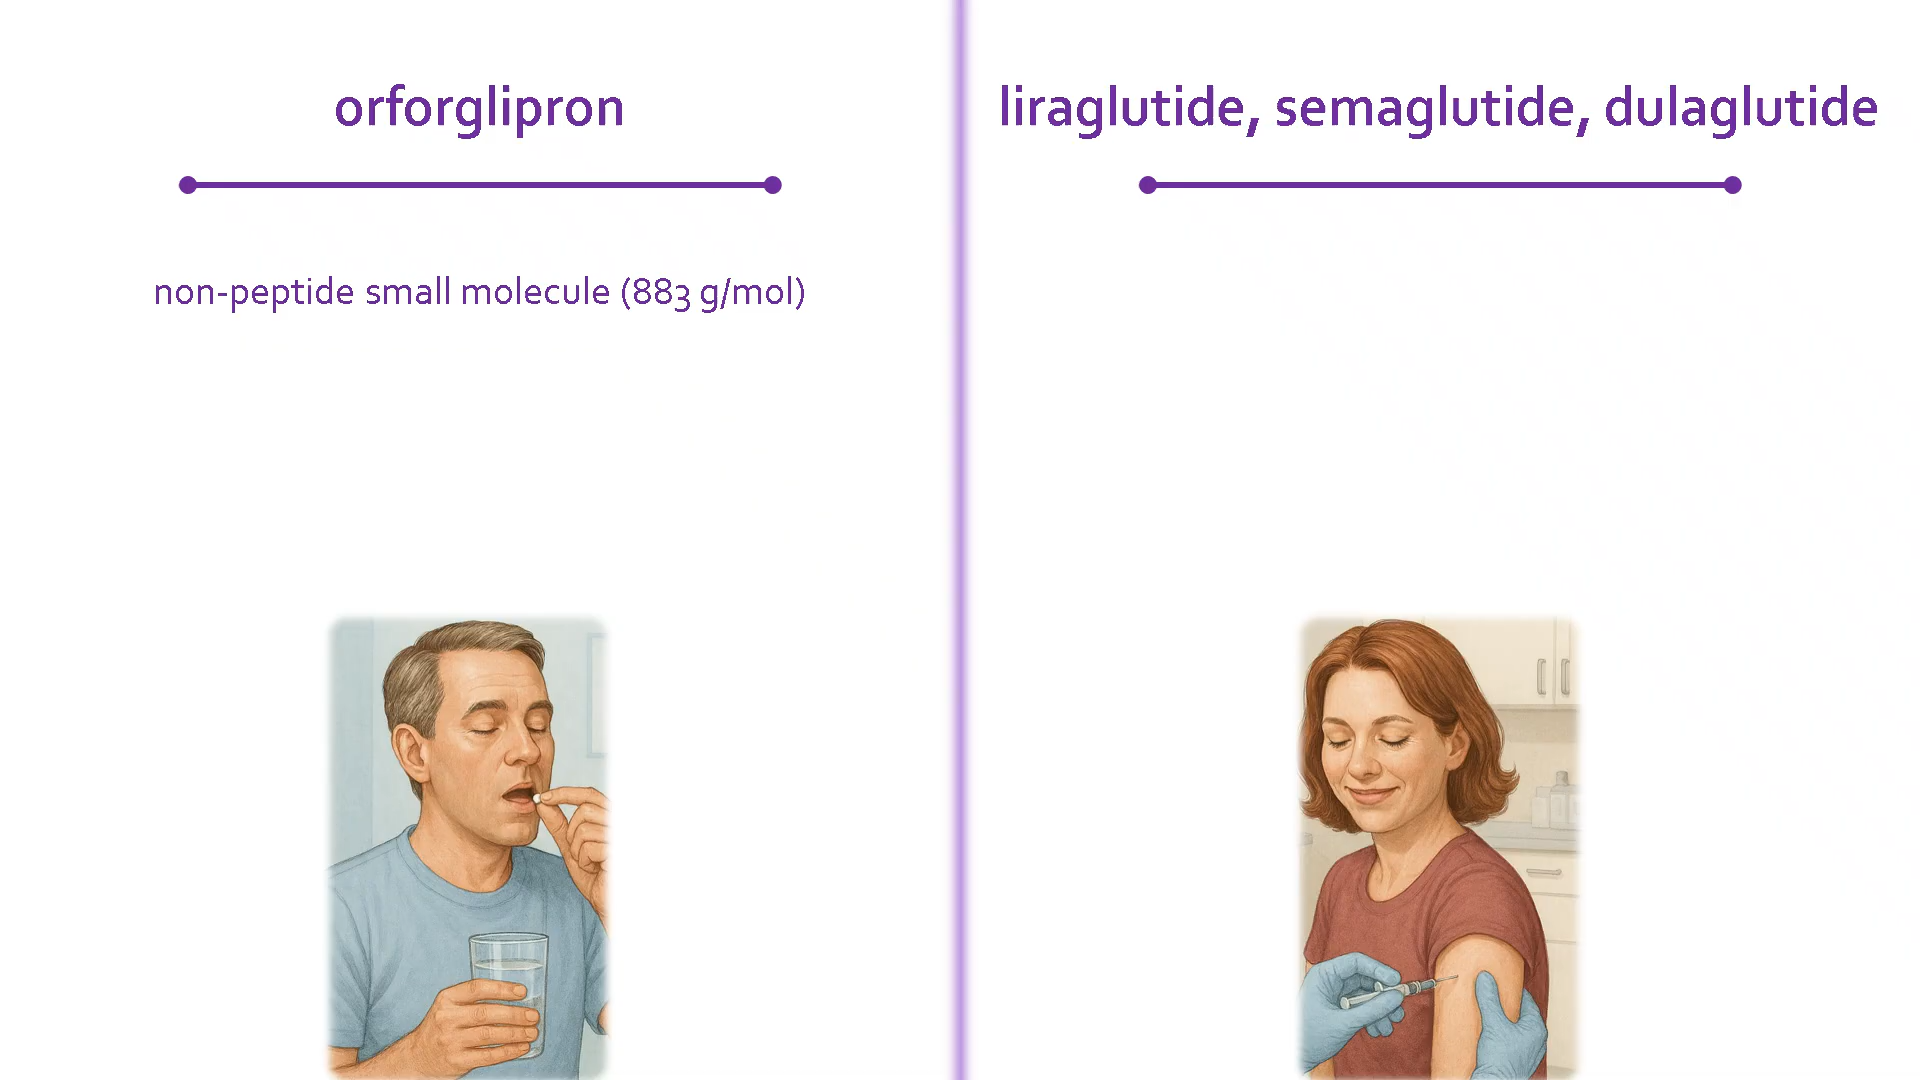 orforglipron
non-peptide small molecule (883 g/mol)
liraglutide, semaglutide, dulaglutide